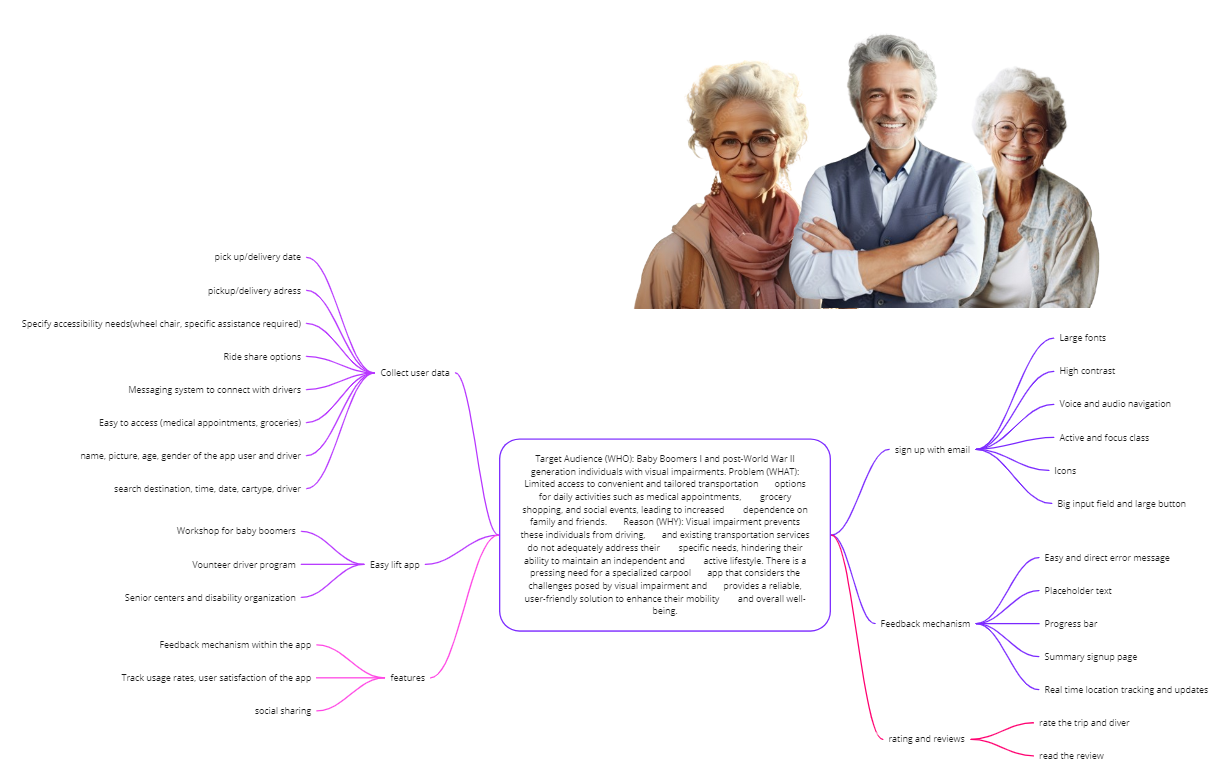 pick up/delivery date
pickup/delivery adress
Specify accessibility needs(wheel chair, specific assistance required)
Ride share options
Messaging system to connect with drivers
Easy to access (medical appointments, groceries)
name, picture, age, gender of the app user and driver
search destination, time, date, cartype, driver
Collect user data
Workshop for baby boomers
Vounteer driver program
Senior centers and disability organization
Easy lift app
Feedback mechanism within the app
Track usage rates, user satisfaction of the app
social sharing
features
Target Audience (WHO): Baby Boomers I and post-World War II
generation individuals with visual impairments. Problem (WHAT):
Limited access to convenient and tailored transportation options
for daily activities such as medical appointments, grocery
shopping, and social events, leading to increased dependence on
family and friends. Reason (WHY): Visual impairment prevents
these individuals from driving, and existing transportation services
do not adequately address their specific needs, hindering their
ability to maintain an independent and active lifestyle. There is a
pressing need for a specialized carpool app that considers the
challenges posed by visual impairment and provides a reliable,
user-friendly solution to enhance their mobility and overall well-
being.
sign up with email
Large fonts
High contrast
Voice and audio navigation
Active and focus class
Icons
Big input field and large button
Feedback mechanism
Easy and direct error message
Placeholder text
Progress bar
Summary signup page
Real time location tracking and updates
rating and reviews
rate the trip and diver
read the review